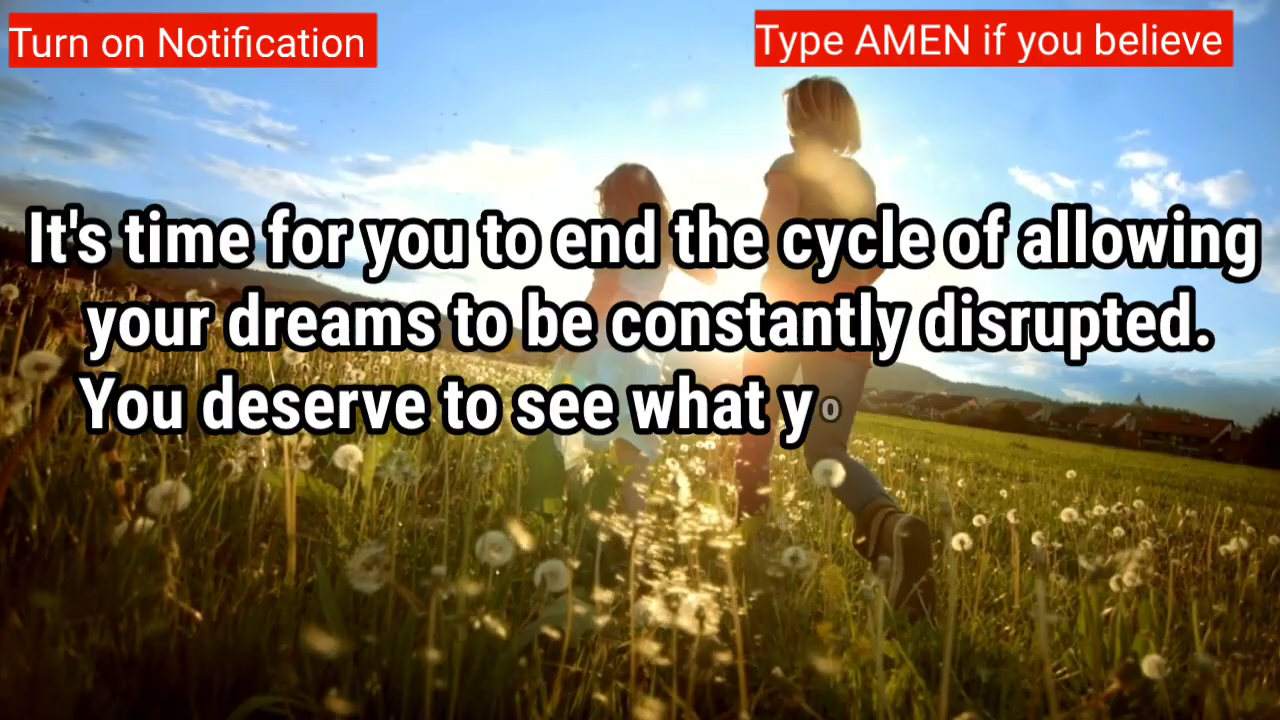 Turn on Notification
Type AMEN if you believe
It's time for you to end the cycle of allowing
your dreams to be constantly disrupted.
You deserve to see what yo